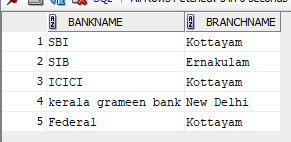 SQL
BANKNAME BRANCHNAME
1 SBI Kottayam
2 SIB Ernakulam
3 ICICI Kottayam
4 kerala grameen bank New Delhi
5 Federal Kottayam